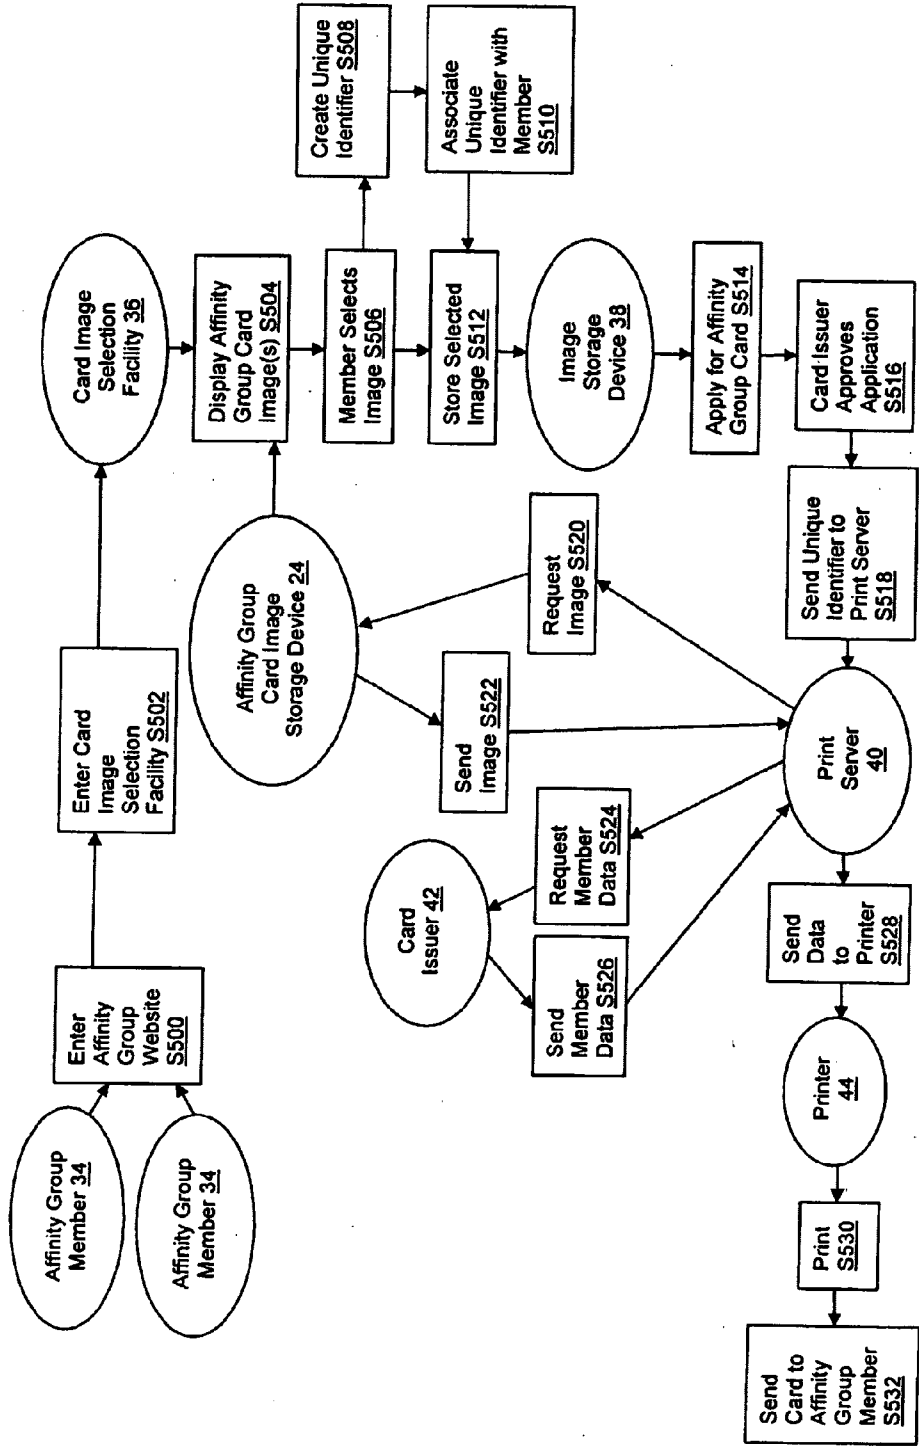 Affinity Group
Member 34
Affinity Group
Member 34
Enter
Affinity
Group
Website
S500
Enter Card
Image
Selection
Facility S502
Card Image
Selection
Facility 36
Display Affinity
Group Card
Image(s) S504
Member Selects
Image S506
Create Unique
Identifier S508
Associate
Unique
Identifier with
Member
S510
Store Selected
Image S512
Image
Storage
Device 38
Apply for Affinity
Group Card S514
Card Issuer
Approves
Application
S516
Send Unique
Identifier to
Print Server
S518
Affinity Group
Card Image
Storage Device 24
Request
Image S520
Send
Image S522
Card
Issuer 42
Request
Member
Data S524
Send
Member
Data S526
Print
Server
40
Send
Data
to
Printer
S528
Printer
44
Print
S530
Send
Card to
Affinity
Group
Member
S532